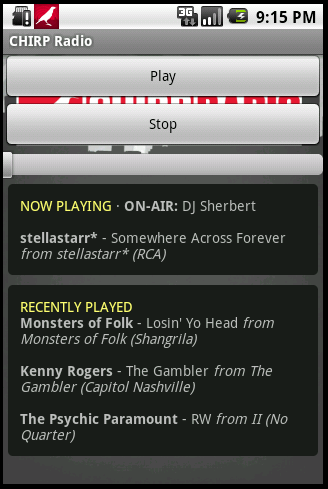 3G 9:15 PM
CHIRP Radio
Play
CHIRPRADIO
Stop
NOW PLAYING · ON-AIR: DJ Sherbert
stellastarr* - Somewhere Across Forever
from stellastarr* (RCA)
RECENTLY PLAYED
Monsters of Folk - Losin' Yo Head from
Monsters of Folk (Shangrila)
Kenny Rogers - The Gambler from The
Gambler (Capitol Nashville)
The Psychic Paramount - RW from II (No
Quarter)